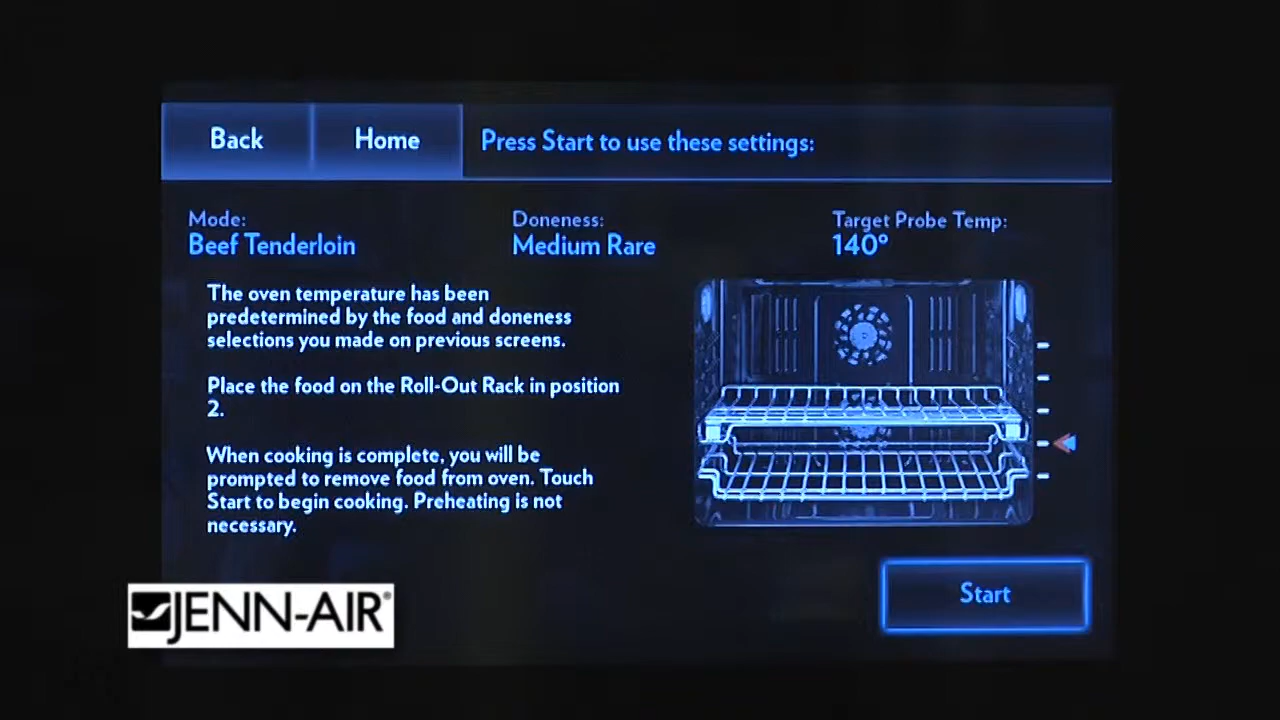 Back
Home
Press Start to use these settings:
Mode:
Beef Tenderloin
Doneness:
Medium Rare
Target Probe Temp:
140°
The oven temperature has been
predetermined by the food and doneness
selections you made on previous screens.
Place the food on the Roll-Out Rack in position
2.
When cooking is complete, you will be
prompted to remove food from oven. Touch
Start to begin cooking. Preheating is not
necessary.
Start
JENN-AIR®